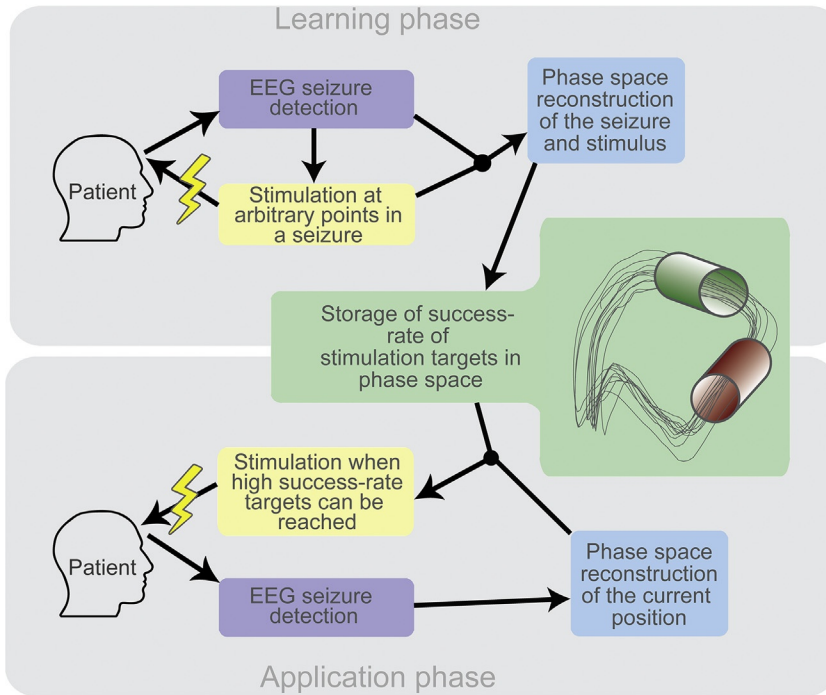 Learning phase
EEG seizure
detection
Phase space
reconstruction
of the seizure
and stimulus
Patient
Stimulation at
arbitrary points in
a seizure
Storage of success-
rate of
stimulation targets in
phase space
Stimulation when
high success-rate
targets can be
reached
Patient
EEG seizure
detection
Phase space
reconstruction
of the current
position
Application phase